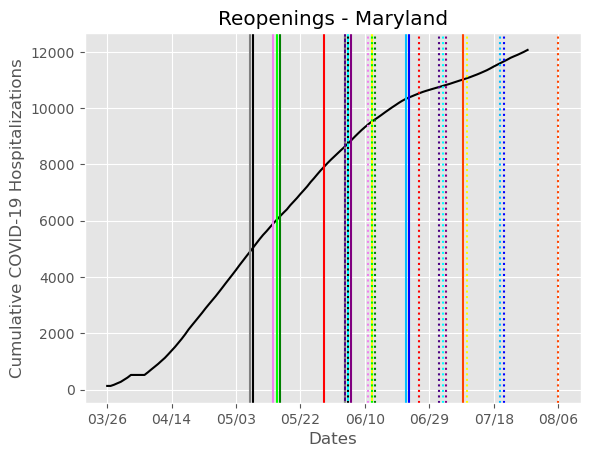 Reopenings - Maryland
Cumulative COVID-19 Hospitalizations
12000
10000
8000
6000
4000
2000
0
03/26 04/14 05/03 05/22 06/10 06/29 07/18 08/06
Dates